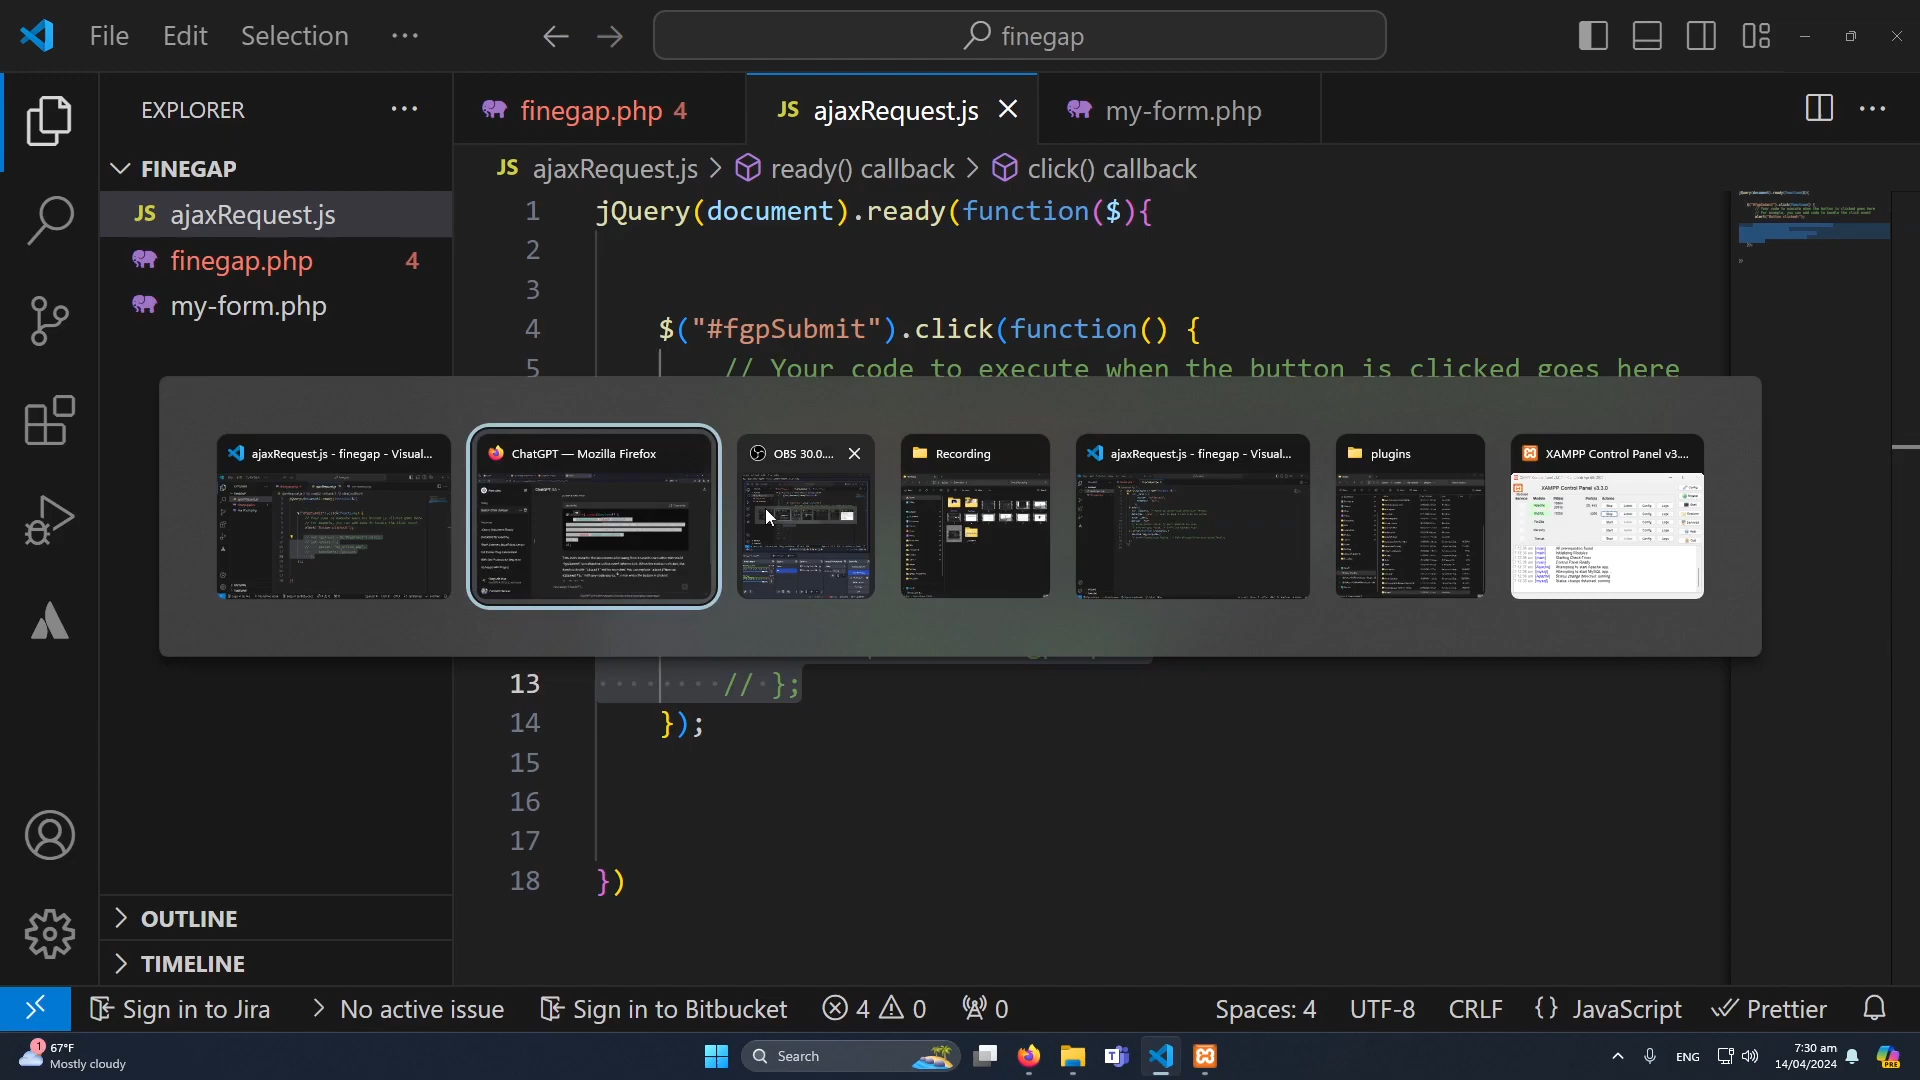 File Edit Selection ···
finegap
EXPLORER
FINEGAP
JS ajaxRequest.js
finegap.php 4
my-form.php
OUTLINE
TIMELINE
finegap.php 4
JS ajaxRequest.js
my-form.php
JS ajaxRequest.js > ready() callback > click() callback
1 jQuery(document).ready(function($){
2
3
4 $("#fgpSubmit").click(function() {
5 // Your code to execute when the button is clicked goes here
ajaxRequest.js - finegap - Visual...
ChatGPT — Mozilla Firefox
OBS 30.0....
Recording
ajaxRequest.js - finegap - Visual...
plugins
XAMPP Control Panel v3....
13 // };
14 });
15
16
17
18 })
Sign in to Jira
No active issue
Sign in to Bitbucket
4 0
0
Spaces: 4
UTF-8
CRLF
{} JavaScript
Prettier
1
67°F
Mostly cloudy
Search
ENG
7:30 am
14/04/2024
PRE